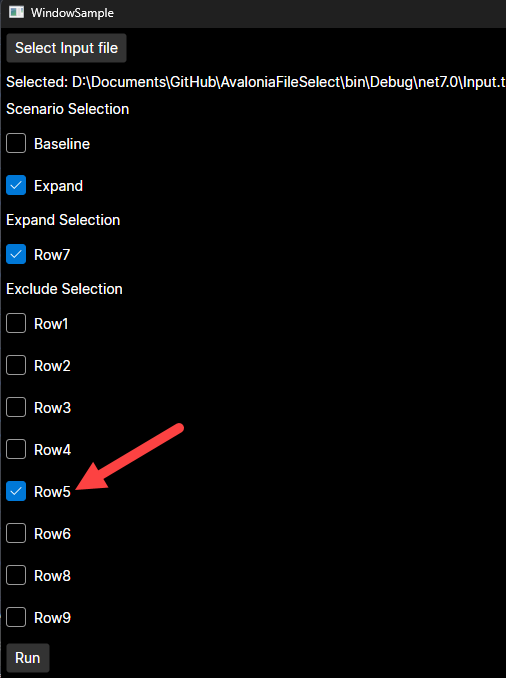 WindowSample
Select Input file
Selected: D:\Documents\GitHub\AvaloniaFileSelect\bin\Debug\net7.0\Input.t
Scenario Selection
Baseline
Expand
Expand Selection
Row7
Exclude Selection
Row1
Row2
Row3
Row4
Row5
Row6
Row8
Row9
Run